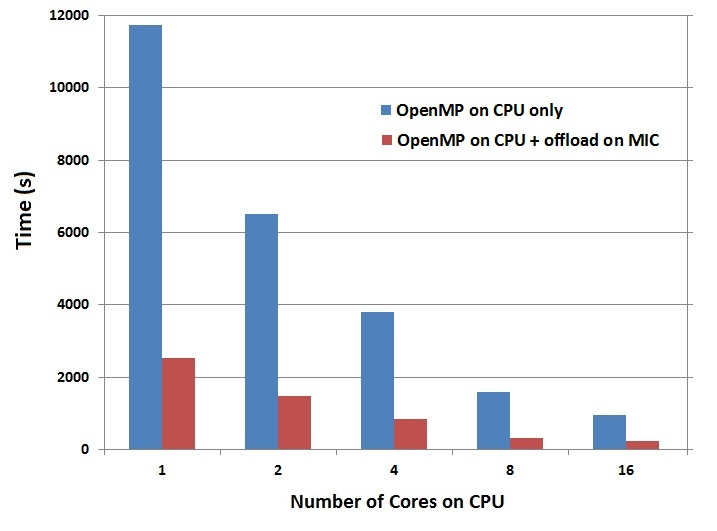 12000
10000
8000
6000
4000
2000
0
Time (s)
OpenMP on CPU only
OpenMP on CPU + offload on MIC
1 2 4 8 16
Number of Cores on CPU